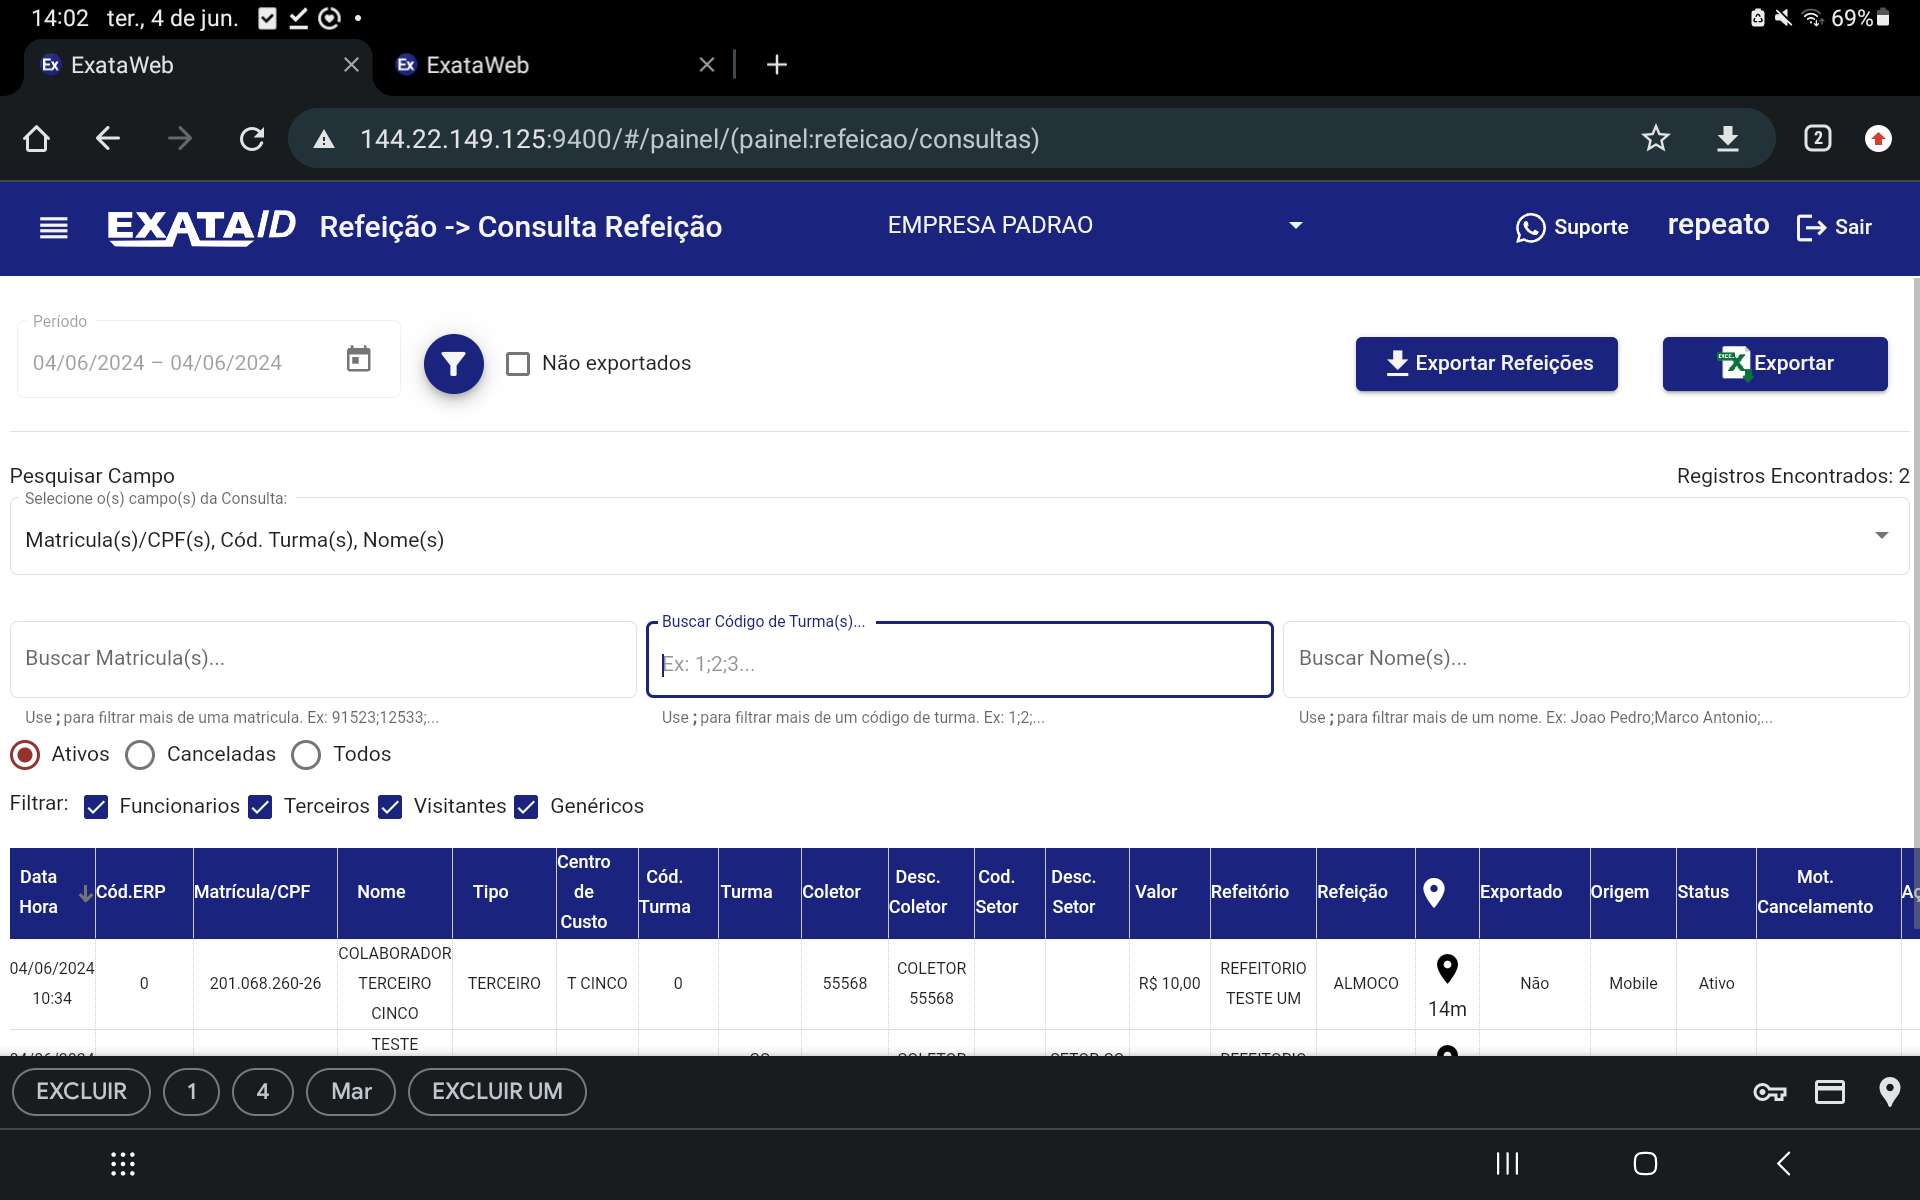 14:02 ter., 4 de jun.
69%
Ex ExataWeb
Ex ExataWeb
144.22.149.125:9400/#/painel/(painel:refeicao/consultas)
2
EXATA/ID Refeição -> Consulta Refeição
EMPRESA PADRAO
Suporte
repeato
Sair
Período
04/06/2024 – 04/06/2024
Não exportados
Exportar Refeições
Exportar
Pesquisar Campo
Registros Encontrados: 2
Selecione o(s) campo(s) da Consulta:
Matricula(s)/CPF(s), Cód. Turma(s), Nome(s)
Buscar Matricula(s)...
Buscar Código de Turma(s)...
Ex: 1;2;3...
Buscar Nome(s)...
Use ; para filtrar mais de uma matricula. Ex: 91523;12533;...
Use ; para filtrar mais de um código de turma. Ex: 1;2;...
Use ; para filtrar mais de um nome. Ex: Joao Pedro;Marco Antonio;...
Ativos Canceladas Todos
Filtrar: Funcionarios Terceiros Visitantes Genéricos
Data Hora Cód.ERP Matrícula/CPF Nome Tipo Centro de Custo Cód. Turma Turma Coletor Desc. Coletor Cod. Setor Desc. Setor Valor Refeitório Refeição Exportado Origem Status Mot. Cancelamento
04/06/2024 10:34 0 201.068.260-26 COLABORADOR TERCEIRO CINCO TERCEIRO T CINCO 0 55568 COLETOR 55568 R$ 10,00 REFEITORIO TESTE UM ALMOCO 14m Não Mobile Ativo
TESTE
EXCLUIR 1 4 Mar EXCLUIR UM